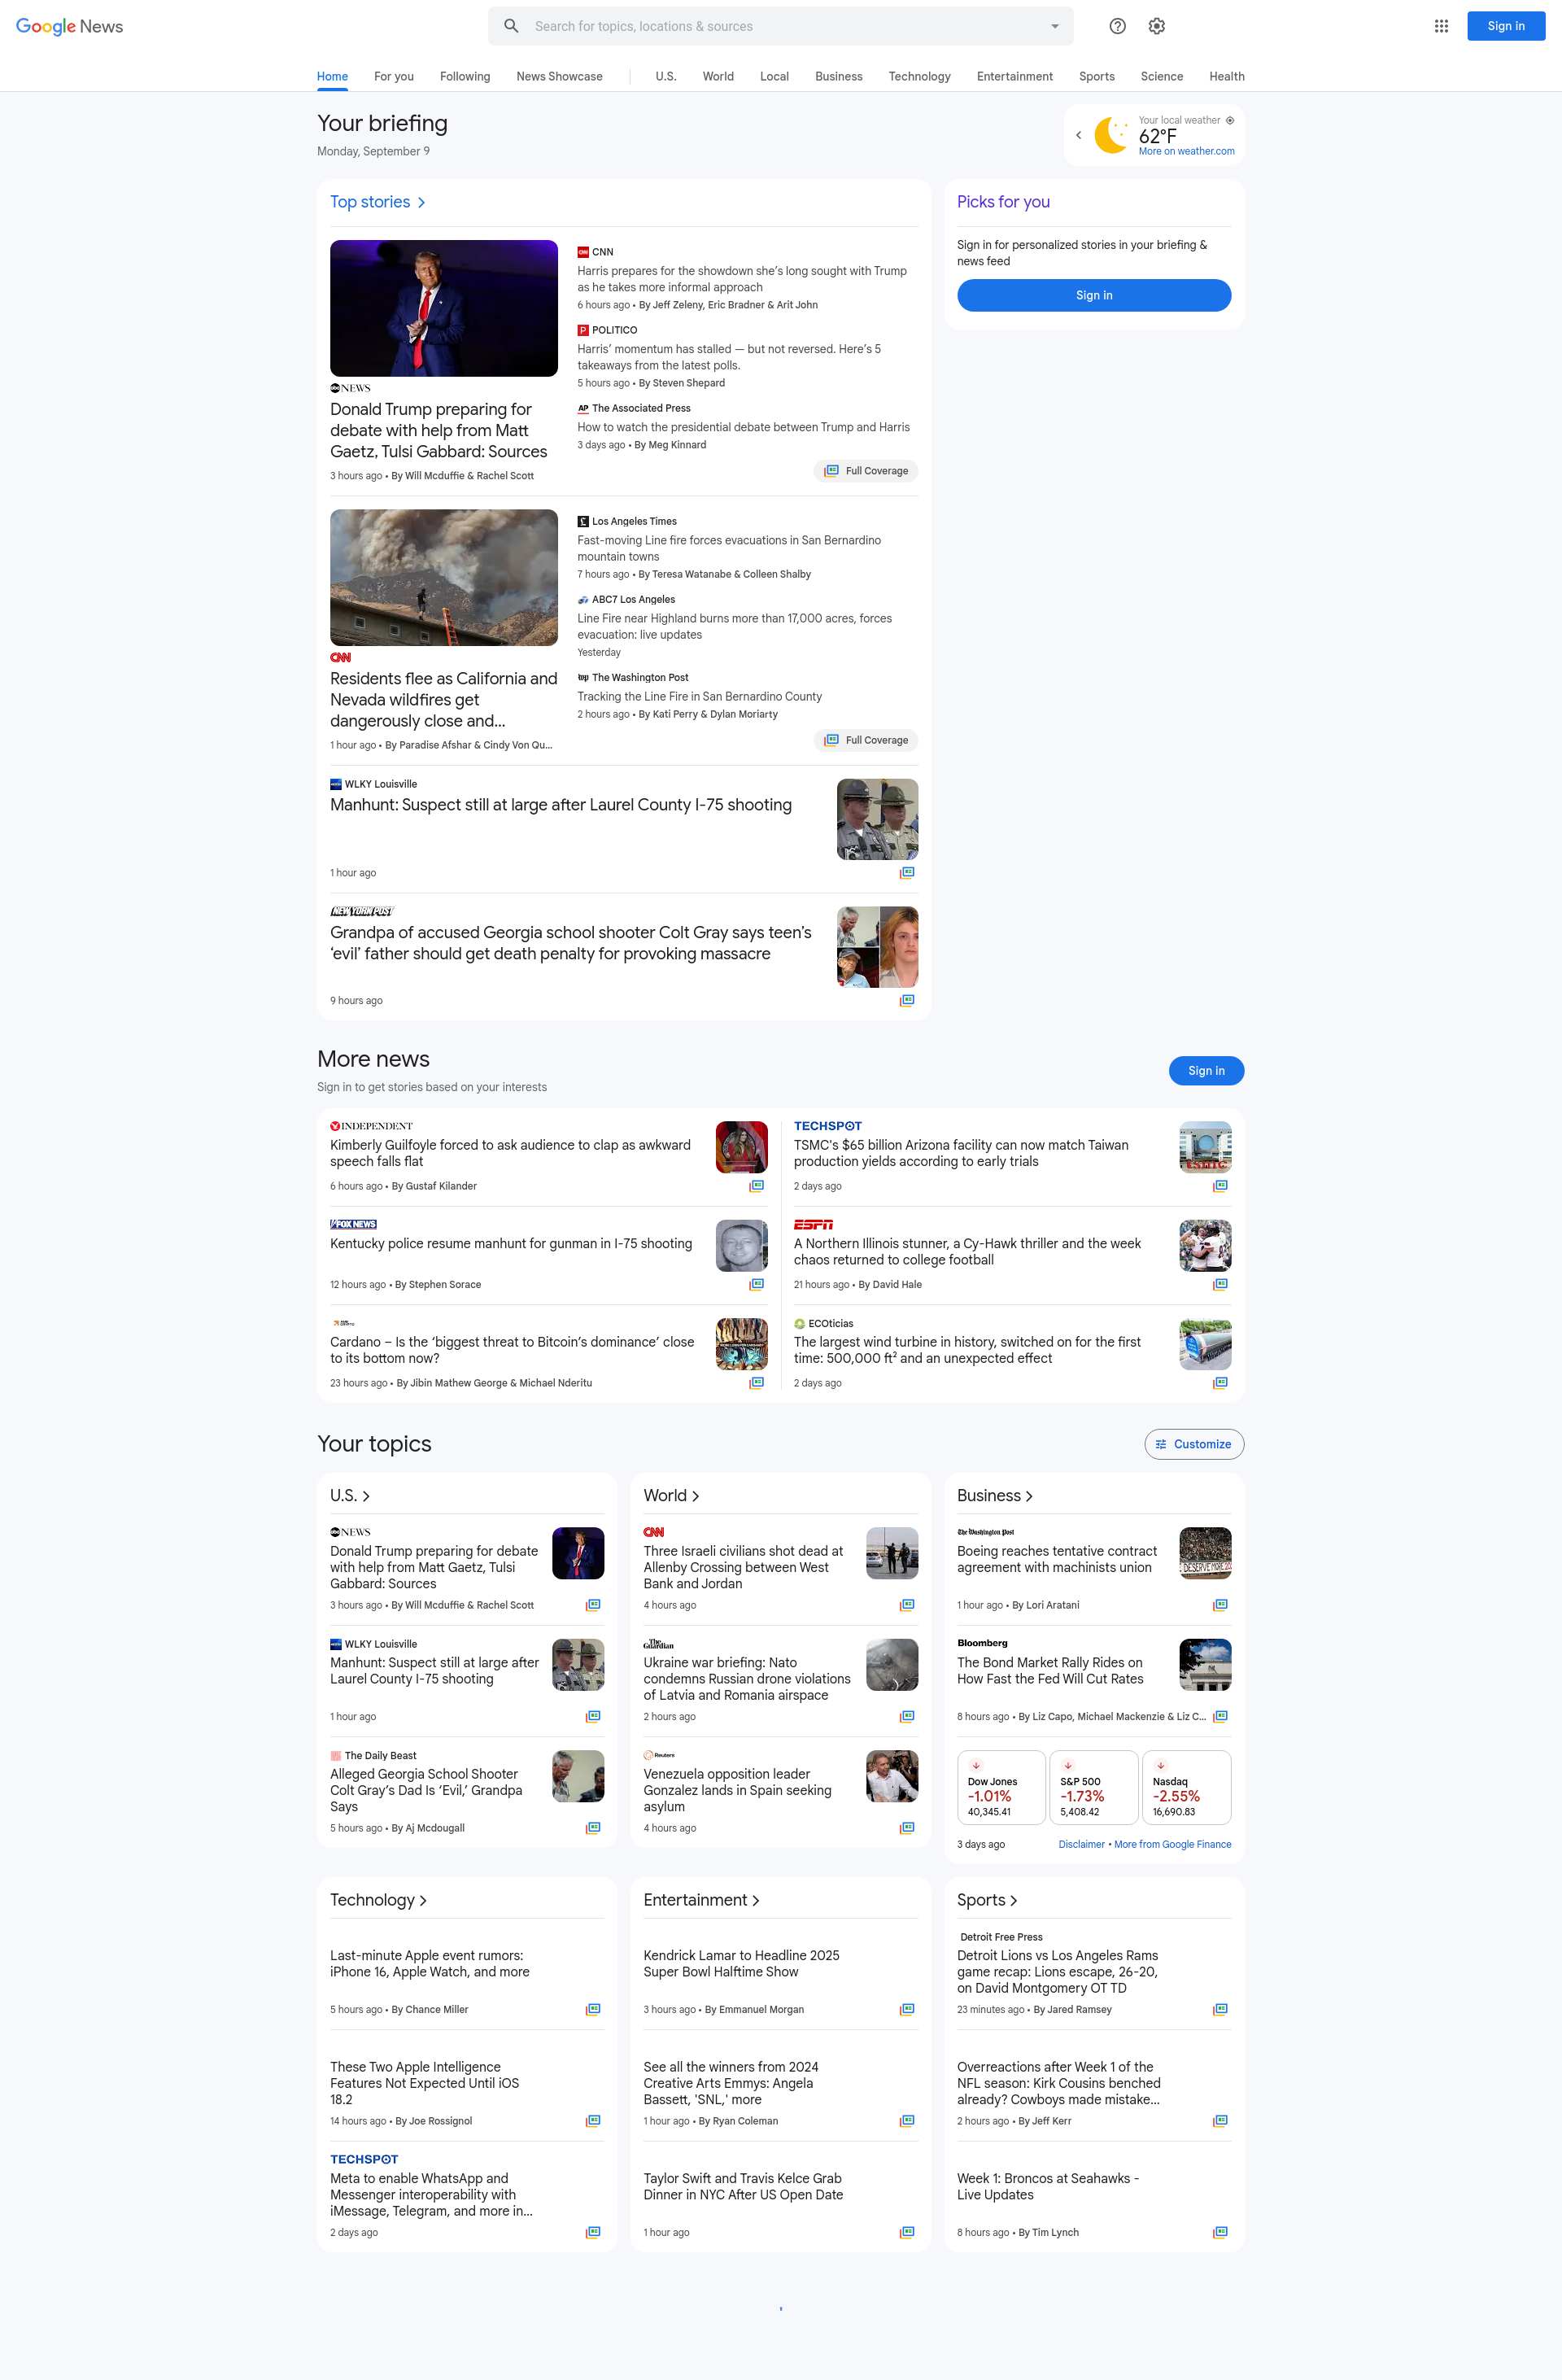 Google News
Search for topics, locations & sources
Sign in
Home
For you
Following
News Showcase
U.S.
World
Local
Business
Technology
Entertainment
Sports
Science
Health
Your briefing
Monday, September 9
Your local weather
62°F
More on weather.com
Top stories
abc NEWS
Donald Trump preparing for
debate with help from Matt
Gaetz, Tulsi Gabbard: Sources
3 hours ago • By Will Mcduffie & Rachel Scott
CNN
Harris prepares for the showdown she’s long sought with Trump
as he takes more informal approach
6 hours ago • By Jeff Zeleny, Eric Bradner & Arit John
POLITICO
Harris’ momentum has stalled — but not reversed. Here’s 5
takeaways from the latest polls.
5 hours ago • By Steven Shepard
AP The Associated Press
How to watch the presidential debate between Trump and Harris
3 days ago • By Meg Kinnard
Full Coverage
Picks for you
Sign in for personalized stories in your briefing &
news feed
Sign in
CNN
Residents flee as California and
Nevada wildfires get
dangerously close and...
1 hour ago • By Paradise Afshar & Cindy Von Qu...
Los Angeles Times
Fast-moving Line fire forces evacuations in San Bernardino
mountain towns
7 hours ago • By Teresa Watanabe & Colleen Shalby
ABC7 Los Angeles
Line Fire near Highland burns more than 17,000 acres, forces
evacuation: live updates
Yesterday
wp The Washington Post
Tracking the Line Fire in San Bernardino County
2 hours ago • By Kati Perry & Dylan Moriarty
Full Coverage
WLKY Louisville
Manhunt: Suspect still at large after Laurel County I-75 shooting
1 hour ago
NEW YORK POST
Grandpa of accused Georgia school shooter Colt Gray says teen’s
‘evil’ father should get death penalty for provoking massacre
9 hours ago
More news
Sign in to get stories based on your interests
Sign in
INDEPENDENT
Kimberly Guilfoyle forced to ask audience to clap as awkward
speech falls flat
6 hours ago • By Gustaf Kilander
TECHSPOT
TSMC's $65 billion Arizona facility can now match Taiwan
production yields according to early trials
2 days ago
FOX NEWS
Kentucky police resume manhunt for gunman in I-75 shooting
12 hours ago • By Stephen Sorace
ESPN
A Northern Illinois stunner, a Cy-Hawk thriller and the week
chaos returned to college football
21 hours ago • By David Hale
Cardano – Is the ‘biggest threat to Bitcoin’s dominance’ close
to its bottom now?
23 hours ago • By Jibin Mathew George & Michael Nderitu
ECOticias
The largest wind turbine in history, switched on for the first
time: 500,000 ft² and an unexpected effect
2 days ago
Your topics
Customize
U.S.
abc NEWS
Donald Trump preparing for debate
with help from Matt Gaetz, Tulsi
Gabbard: Sources
3 hours ago • By Will Mcduffie & Rachel Scott
WLKY Louisville
Manhunt: Suspect still at large after
Laurel County I-75 shooting
1 hour ago
The Daily Beast
Alleged Georgia School Shooter
Colt Gray’s Dad Is ‘Evil,’ Grandpa
Says
5 hours ago • By Aj Mcdougall
World
CNN
Three Israeli civilians shot dead at
Allenby Crossing between West
Bank and Jordan
4 hours ago
The Guardian
Ukraine war briefing: Nato
condemns Russian drone violations
of Latvia and Romania airspace
2 hours ago
Reuters
Venezuela opposition leader
Gonzalez lands in Spain seeking
asylum
4 hours ago
Business
The Washington Post
Boeing reaches tentative contract
agreement with machinists union
DESERVE MORE
1 hour ago • By Lori Aratani
Bloomberg
The Bond Market Rally Rides on
How Fast the Fed Will Cut Rates
8 hours ago • By Liz Capo, Michael Mackenzie & Liz C...
Dow Jones
-1.01%
40,345.41
S&P 500
-1.73%
5,408.42
Nasdaq
-2.55%
16,690.83
3 days ago
Disclaimer • More from Google Finance
Technology
Last-minute Apple event rumors:
iPhone 16, Apple Watch, and more
5 hours ago • By Chance Miller
These Two Apple Intelligence
Features Not Expected Until iOS
18.2
14 hours ago • By Joe Rossignol
TECHSPOT
Meta to enable WhatsApp and
Messenger interoperability with
iMessage, Telegram, and more in...
2 days ago
Entertainment
Kendrick Lamar to Headline 2025
Super Bowl Halftime Show
3 hours ago • By Emmanuel Morgan
See all the winners from 2024
Creative Arts Emmys: Angela
Bassett, 'SNL,' more
1 hour ago • By Ryan Coleman
Taylor Swift and Travis Kelce Grab
Dinner in NYC After US Open Date
1 hour ago
Sports
Detroit Free Press
Detroit Lions vs Los Angeles Rams
game recap: Lions escape, 26-20,
on David Montgomery OT TD
23 minutes ago • By Jared Ramsey
Overreactions after Week 1 of the
NFL season: Kirk Cousins benched
already? Cowboys made mistake...
2 hours ago • By Jeff Kerr
Week 1: Broncos at Seahawks -
Live Updates
8 hours ago • By Tim Lynch